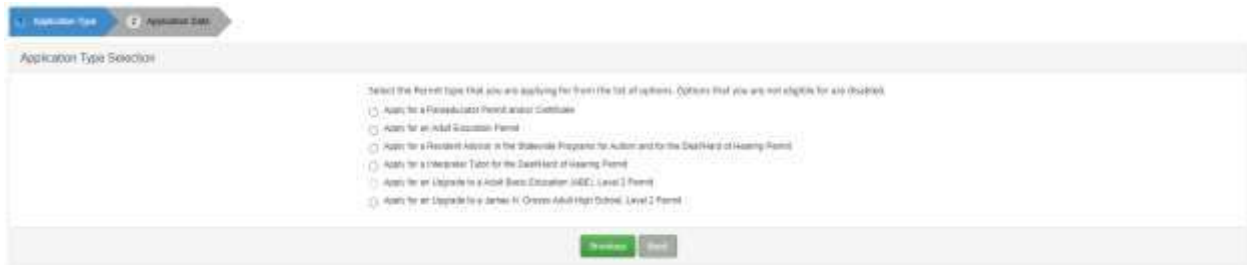 1 Application Type
2 Application Data
Application Type Selection
Select the Permit type that you are applying for from the list of options. Options that you are not eligible for are disabled.
Apply for a Paraeducator Permit and/or Certificate
Apply for an Adult Education Permit
Apply for a Resident Advisor in the Statewide Programs for Autism and for the Deaf/Hard of Hearing Permit
Apply for a Interpreter Tutor for the Deaf/Hard of Hearing Permit
Apply for an Upgrade to a Adult Basic Education (ABE), Level 2 Permit
Apply for an Upgrade to a James H. Groves Adult High School, Level 2 Permit
Previous
Next